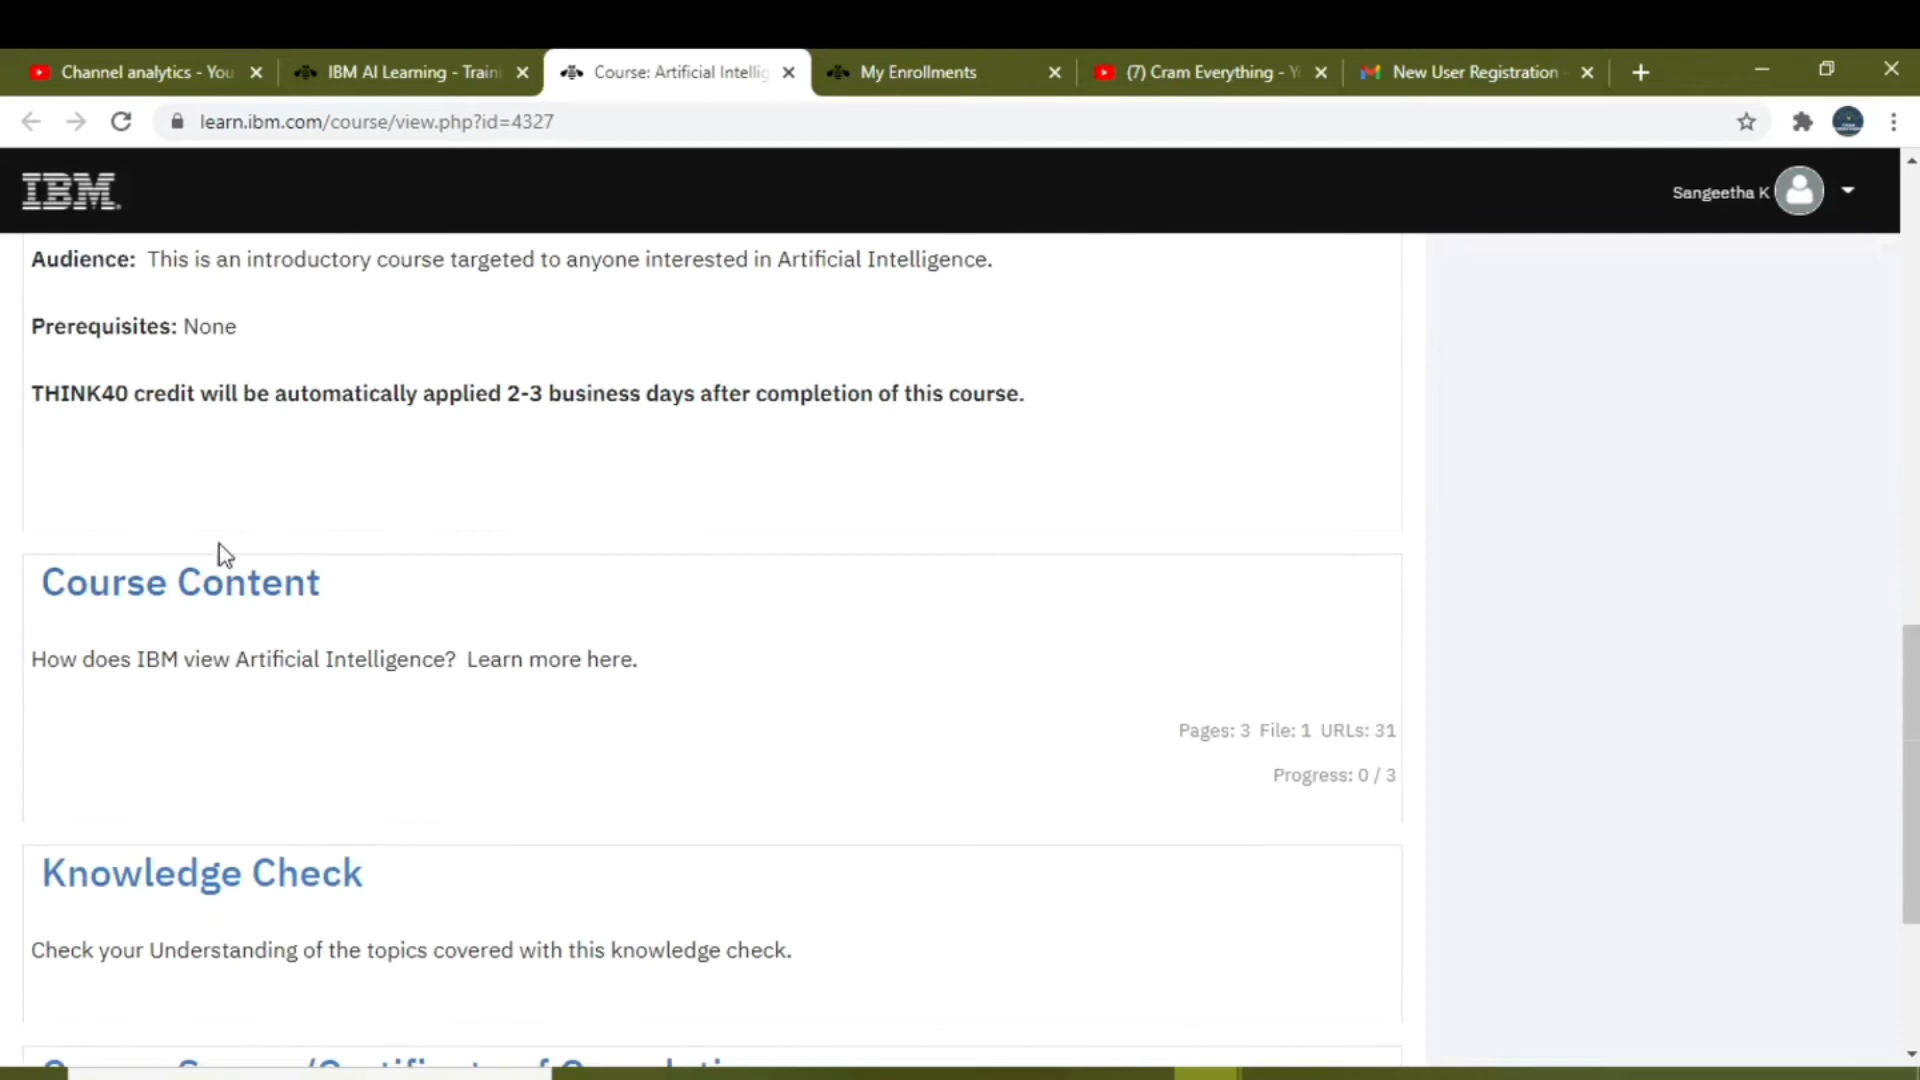 Channel analytics - You
IBM AI Learning - Traini
Course: Artificial Intellig
My Enrollments
(7) Cram Everything - Y
New User Registration
learn.ibm.com/course/view.php?id=4327
IBM
Sangeetha K
Audience: This is an introductory course targeted to anyone interested in Artificial Intelligence.
Prerequisites: None
THINK40 credit will be automatically applied 2-3 business days after completion of this course.
Course Content
How does IBM view Artificial Intelligence? Learn more here.
Pages: 3 File: 1 URLs: 31
Progress: 0 / 3
Knowledge Check
Check your Understanding of the topics covered with this knowledge check.